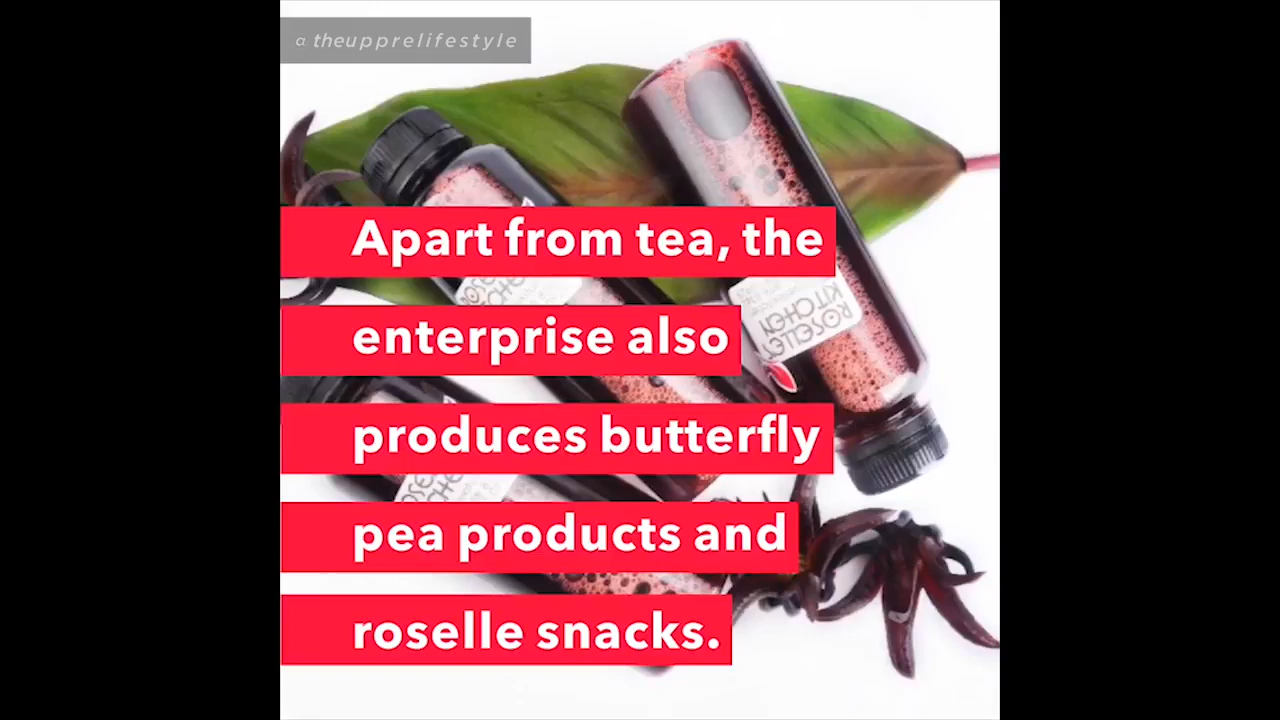 a theupprelifestyle
Apart from tea, the
enterprise also
produces butterfly
pea products and
roselle snacks.
ROSELLE'S
KITCHEN